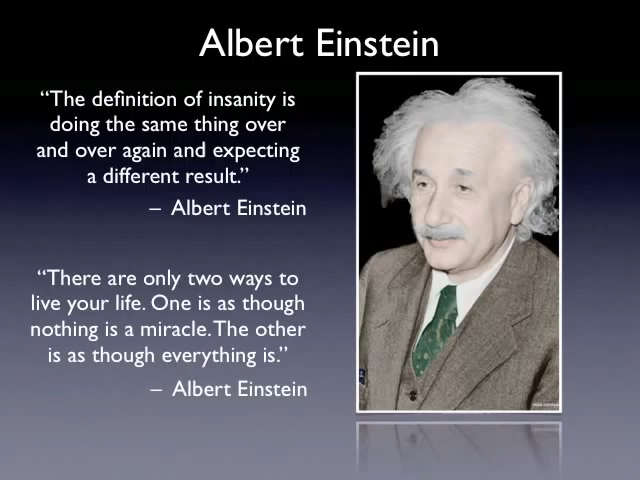 Albert Einstein
“The definition of insanity is
doing the same thing over
and over again and expecting
a different result.”
– Albert Einstein
“There are only two ways to
live your life. One is as though
nothing is a miracle. The other
is as though everything is.”
– Albert Einstein